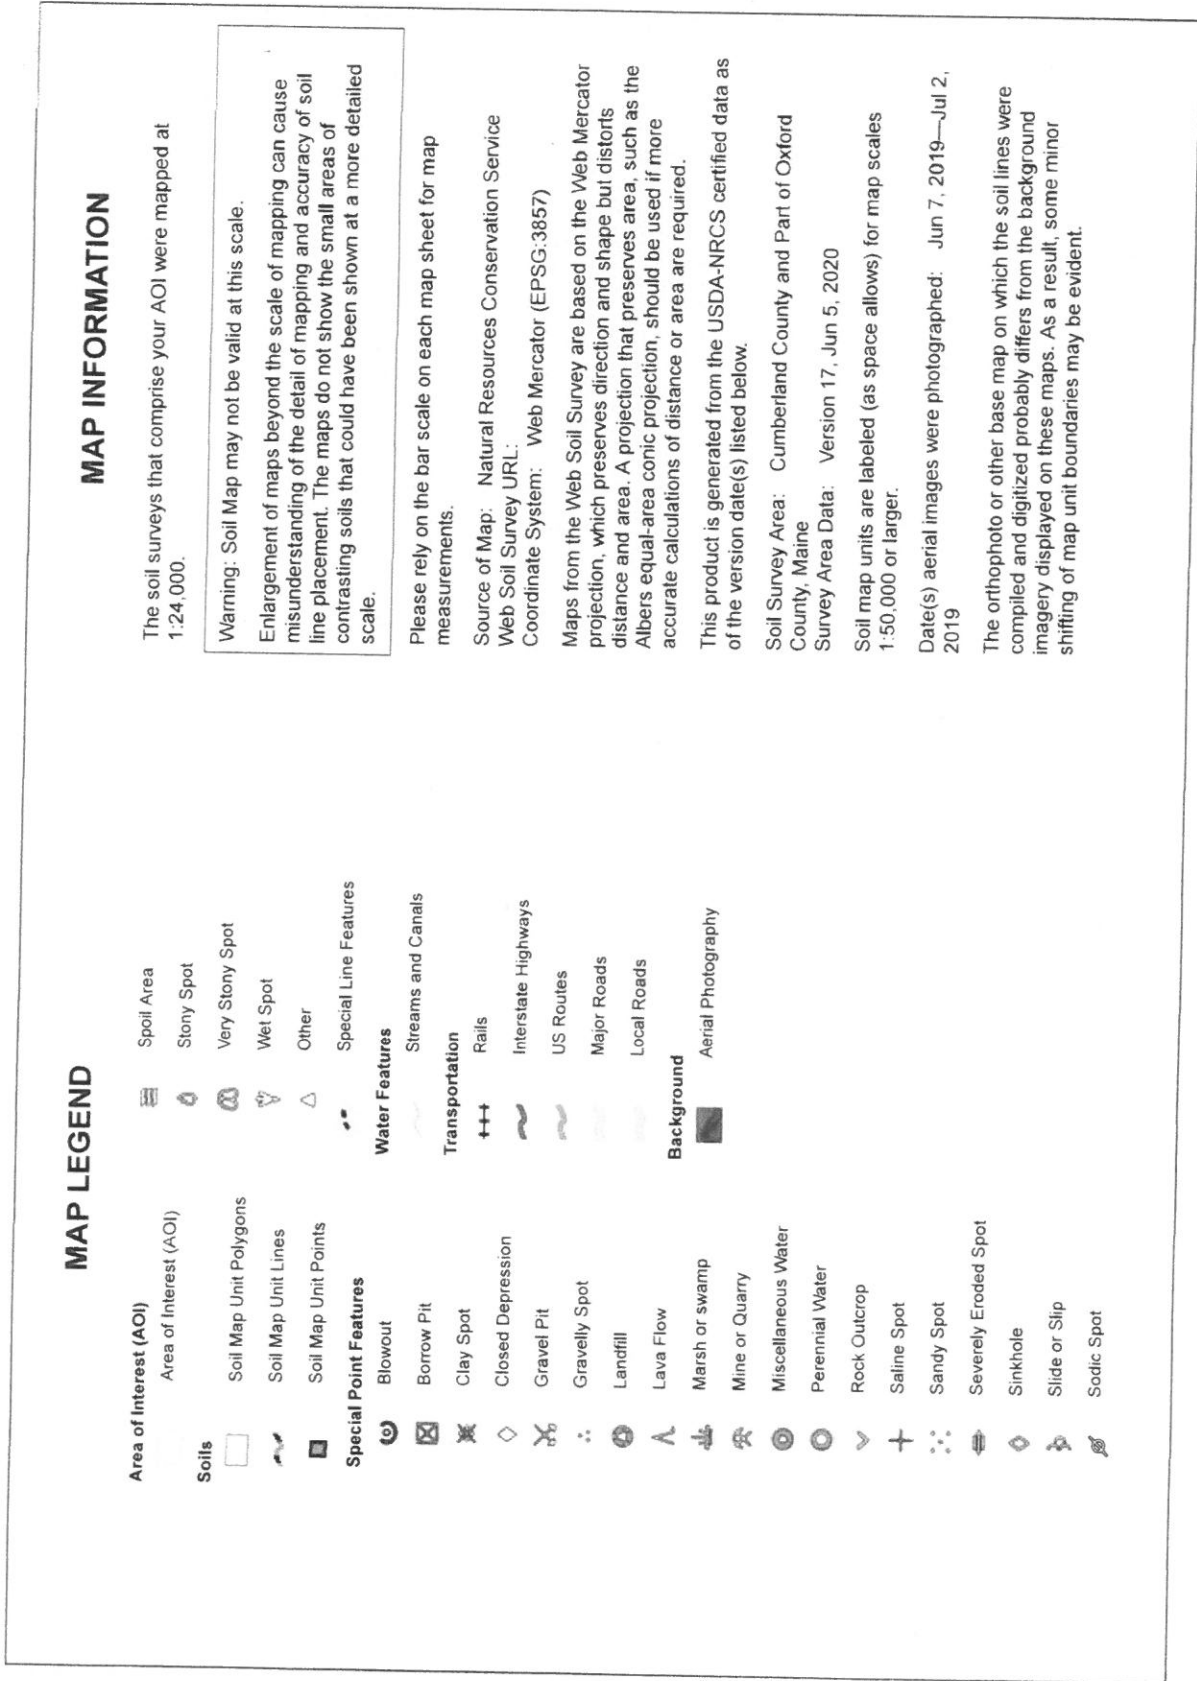 MAP LEGEND
Area of Interest (AOI)
Area of Interest (AOI)
Soils
Soil Map Unit Polygons
Soil Map Unit Lines
Soil Map Unit Points
Special Point Features
Blowout
Borrow Pit
Clay Spot
Closed Depression
Gravel Pit
Gravelly Spot
Landfill
Lava Flow
Marsh or swamp
Mine or Quarry
Miscellaneous Water
Perennial Water
Rock Outcrop
Saline Spot
Sandy Spot
Severely Eroded Spot
Sinkhole
Slide or Slip
Sodic Spot
Spoil Area
Stony Spot
Very Stony Spot
Wet Spot
Other
Special Line Features
Water Features
Streams and Canals
Transportation
Rails
Interstate Highways
US Routes
Major Roads
Local Roads
Background
Aerial Photography
MAP INFORMATION
The soil surveys that comprise your AOI were mapped at
1:24,000.
Warning: Soil Map may not be valid at this scale.
Enlargement of maps beyond the scale of mapping can cause
misunderstanding of the detail of mapping and accuracy of soil
line placement. The maps do not show the small areas of
contrasting soils that could have been shown at a more detailed
scale.
Please rely on the bar scale on each map sheet for map
measurements.
Source of Map: Natural Resources Conservation Service
Web Soil Survey URL:
Coordinate System: Web Mercator (EPSG:3857)
Maps from the Web Soil Survey are based on the Web Mercator
projection, which preserves direction and shape but distorts
distance and area. A projection that preserves area, such as the
Albers equal-area conic projection, should be used if more
accurate calculations of distance or area are required.
This product is generated from the USDA-NRCS certified data as
of the version date(s) listed below.
Soil Survey Area: Cumberland County and Part of Oxford
County, Maine
Survey Area Data: Version 17, Jun 5, 2020
Soil map units are labeled (as space allows) for map scales
1:50,000 or larger.
Date(s) aerial images were photographed: Jun 7, 2019—Jul 2,
2019
The orthophoto or other base map on which the soil lines were
compiled and digitized probably differs from the background
imagery displayed on these maps. As a result, some minor
shifting of map unit boundaries may be evident.